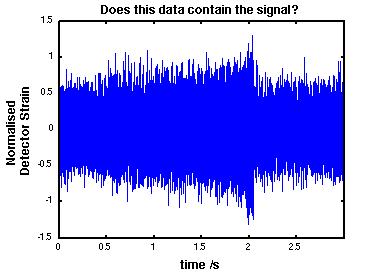 Does this data contain the signal?
1.5
1
0.5
0
-0.5
-1
-1.5
Normalised
Detector Strain
0 0.5 1 1.5 2 2.5
time /s